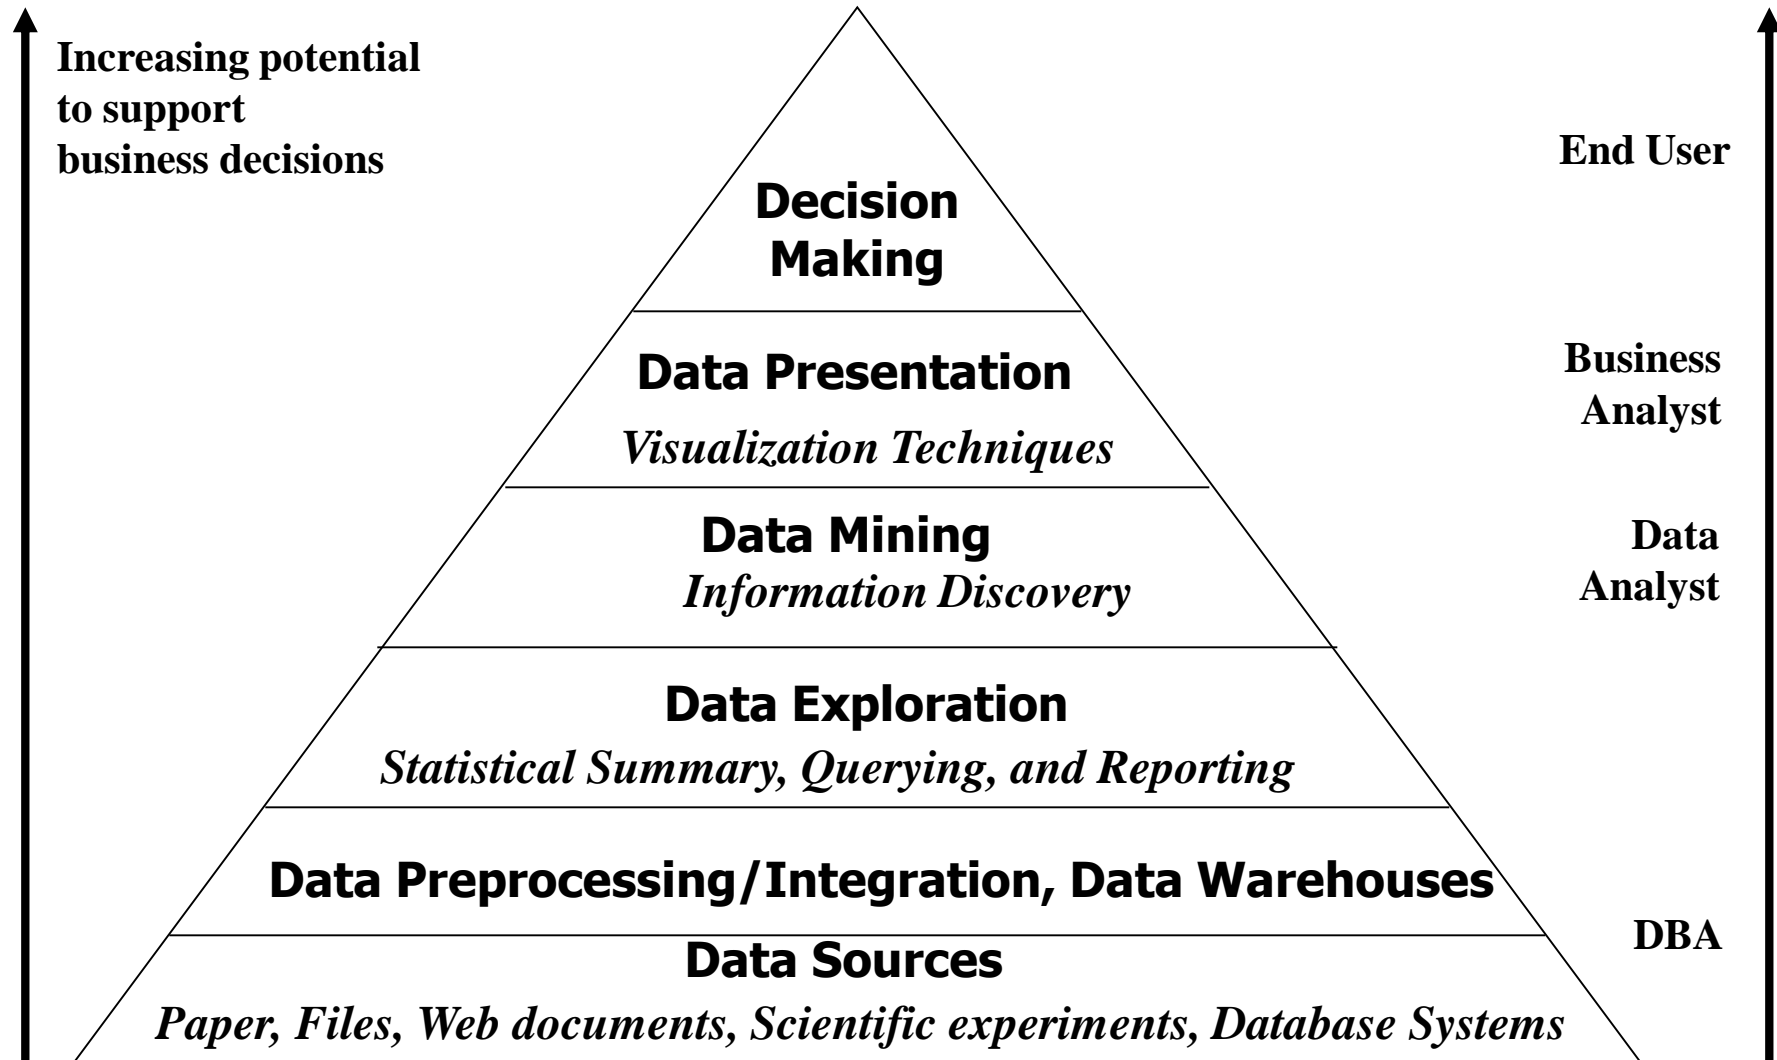 Increasing potential
to support
business decisions
End User
Decision
Making
Data Presentation
Visualization Techniques
Business
Analyst
Data Mining
Information Discovery
Data
Analyst
Data Exploration
Statistical Summary, Querying, and Reporting
Data Preprocessing/Integration, Data Warehouses
DBA
Data Sources
Paper, Files, Web documents, Scientific experiments, Database Systems